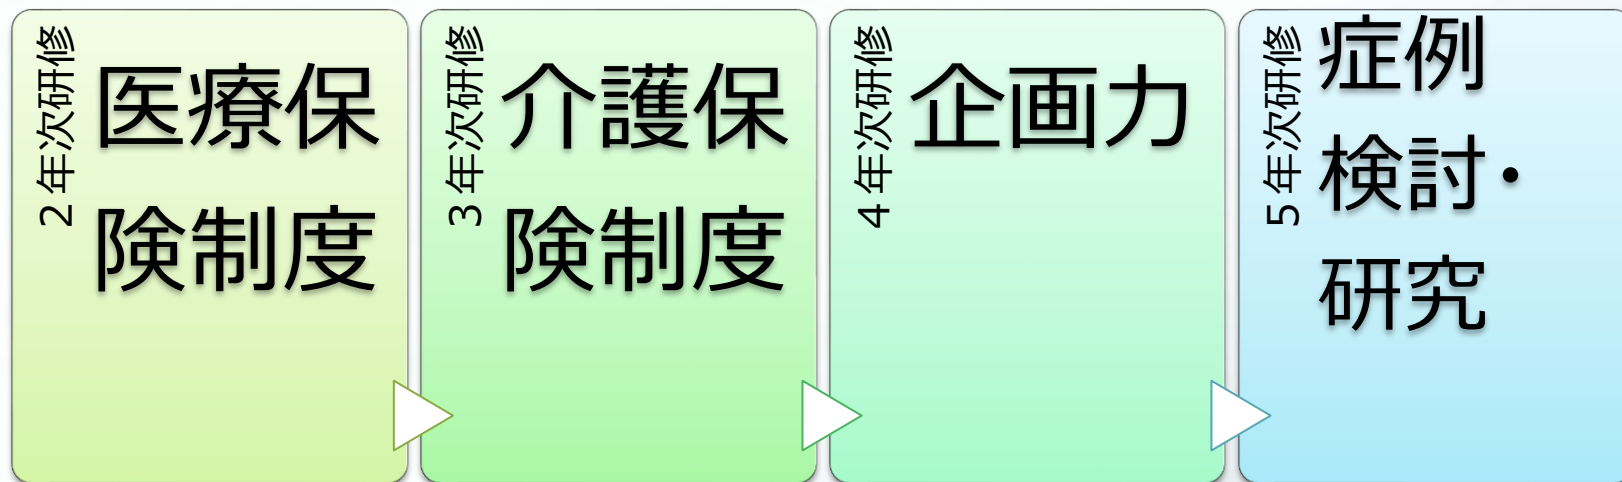 2年次研修
医療保
険制度
3年次研修
介護保
険制度
4年次研修
企画力
5年次研修
症例
検討・
研究